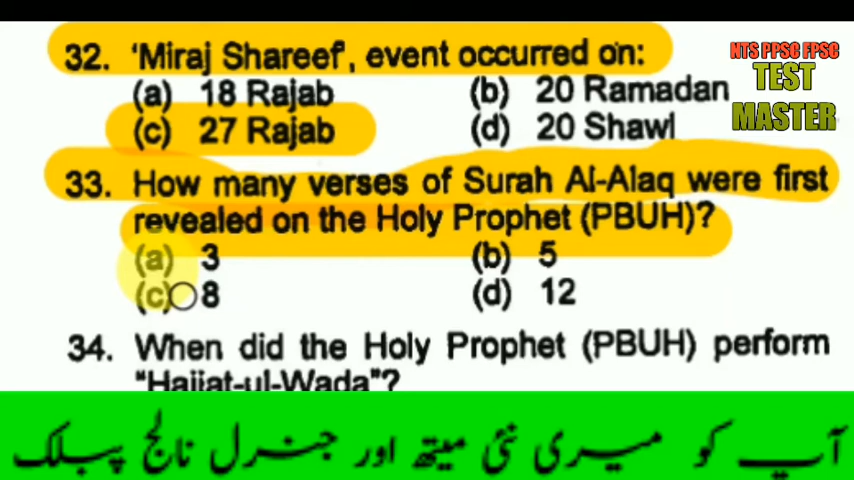 32. 'Miraj Shareef', event occurred on:
(a) 18 Rajab (b) 20 Ramadan
(c) 27 Rajab (d) 20 Shawl
33. How many verses of Surah Al-Alaq were first
revealed on the Holy Prophet (PBUH)?
(a) 3 (b) 5
(c) 8 (d) 12
34. When did the Holy Prophet (PBUH) perform
"Hajjat-ul-Wada"?
NTS PPSC FPSC
TEST
MASTER
آپ کو میری نئی میتھ اور جنرل نالج پبلک